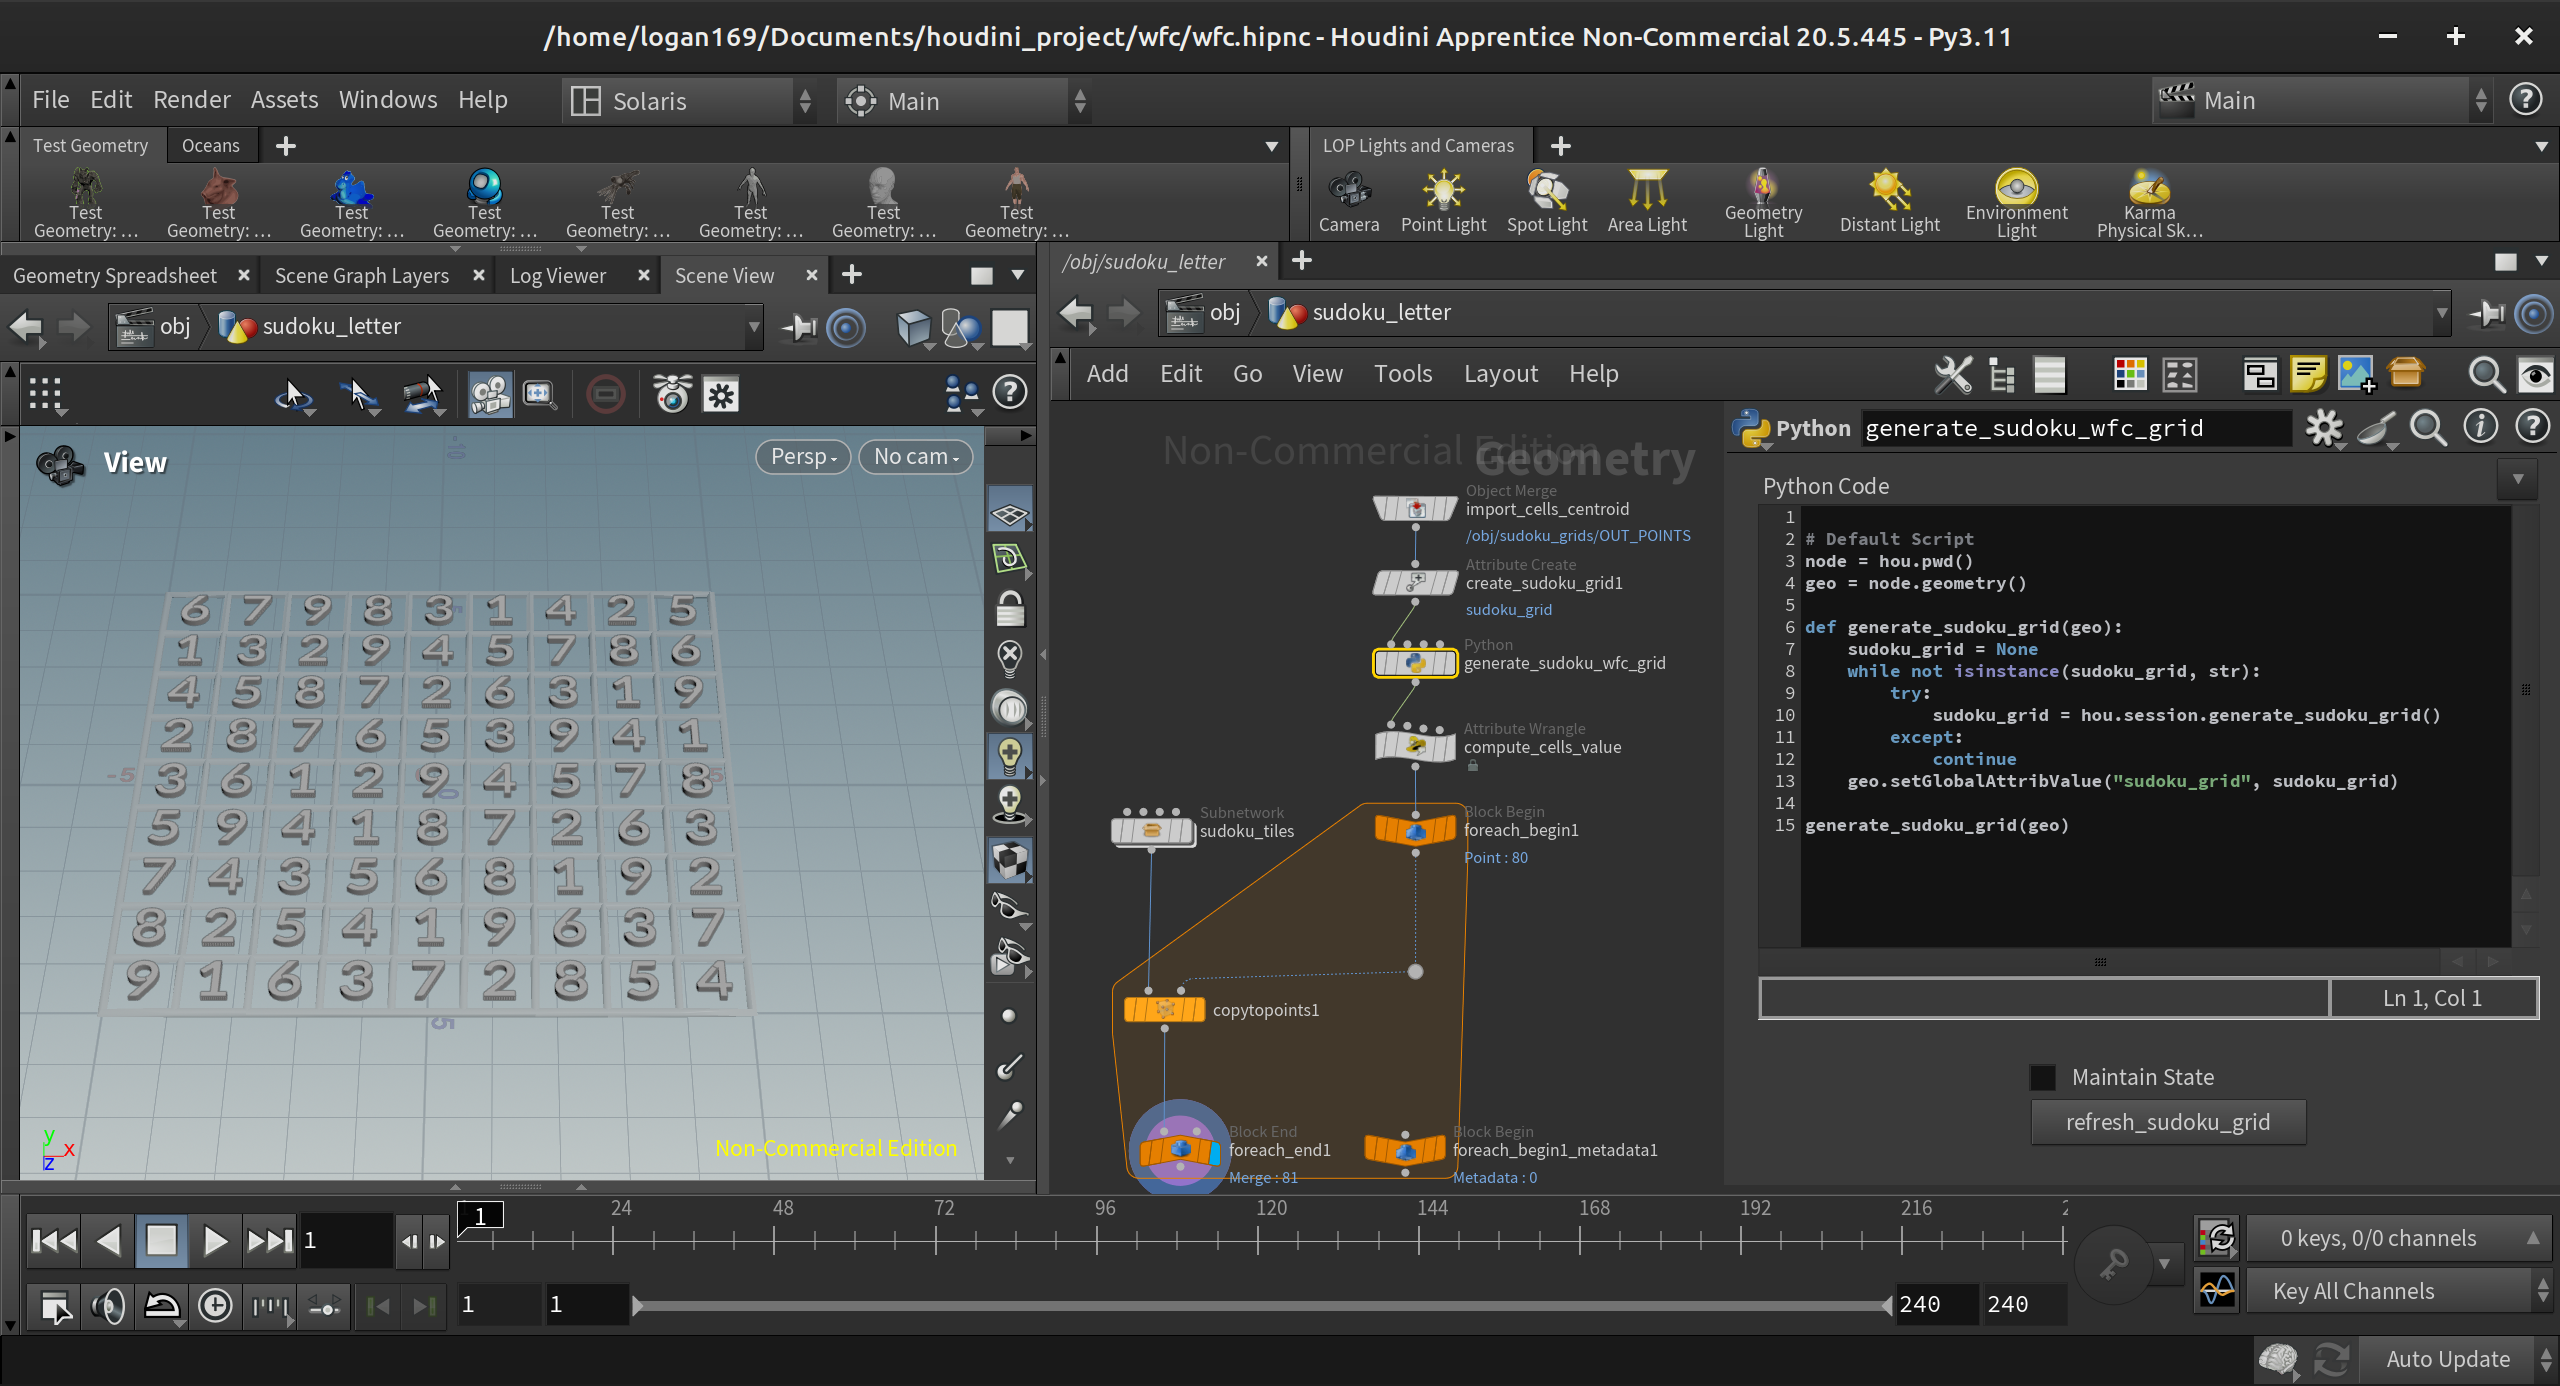 /home/logan169/Documents/houdini_project/wfc/wfc.hipnc - Houdini Apprentice Non-Commercial 20.5.445 - Py3.11
File Edit Render Assets Windows Help Solaris Main Main
Test Geometry Oceans LOP Lights and Cameras
Test Geometry: ... Test Geometry: ... Test Geometry: ... Test Geometry: ... Test Geometry: ... Test Geometry: ... Test Geometry: ... Test Geometry: ...
Camera Point Light Spot Light Area Light Geometry Light Distant Light Environment Light Karma Physical Sk...
Geometry Spreadsheet Scene Graph Layers Log Viewer Scene View
obj sudoku_letter
View
Persp No cam
6 7 9 8 3 1 4 2 5
1 3 2 9 4 5 7 8 6
4 5 8 7 2 6 3 1 9
2 8 7 6 5 3 9 4 1
3 6 1 2 9 4 5 7 8
5 9 4 1 8 7 2 6 3
7 4 3 5 6 8 1 9 2
8 2 5 4 1 9 6 3 7
9 1 6 3 7 2 8 5 4
-5
0
5
y
x
z
Non-Commercial Edition
/obj/sudoku_letter
obj sudoku_letter
Add Edit Go View Tools Layout Help
Non-Commercial Edition
Geometry
Object Merge
import_cells_centroid
/obj/sudoku_grids/OUT_POINTS
Attribute Create
create_sudoku_grid1
sudoku_grid
Python
generate_sudoku_wfc_grid
Attribute Wrangle
compute_cells_value
Subnetwork
sudoku_tiles
Block Begin
foreach_begin1
Point : 80
copytopoints1
Block End
foreach_end1
Merge : 81
Block Begin
foreach_begin1_metadata1
Metadata : 0
Python generate_sudoku_wfc_grid
Python Code
1
2 # Default Script
3 node = hou.pwd()
4 geo = node.geometry()
5
6 def generate_sudoku_grid(geo):
7 sudoku_grid = None
8 while not isinstance(sudoku_grid, str):
9 try:
10 sudoku_grid = hou.session.generate_sudoku_grid()
11 except:
12 continue
13 geo.setGlobalAttribValue("sudoku_grid", sudoku_grid)
14
15 generate_sudoku_grid(geo)
Ln 1, Col 1
Maintain State
refresh_sudoku_grid
1 1 24 48 72 96 120 144 168 192 216
0 keys, 0/0 channels
1 1 240 240 Key All Channels
Auto Update